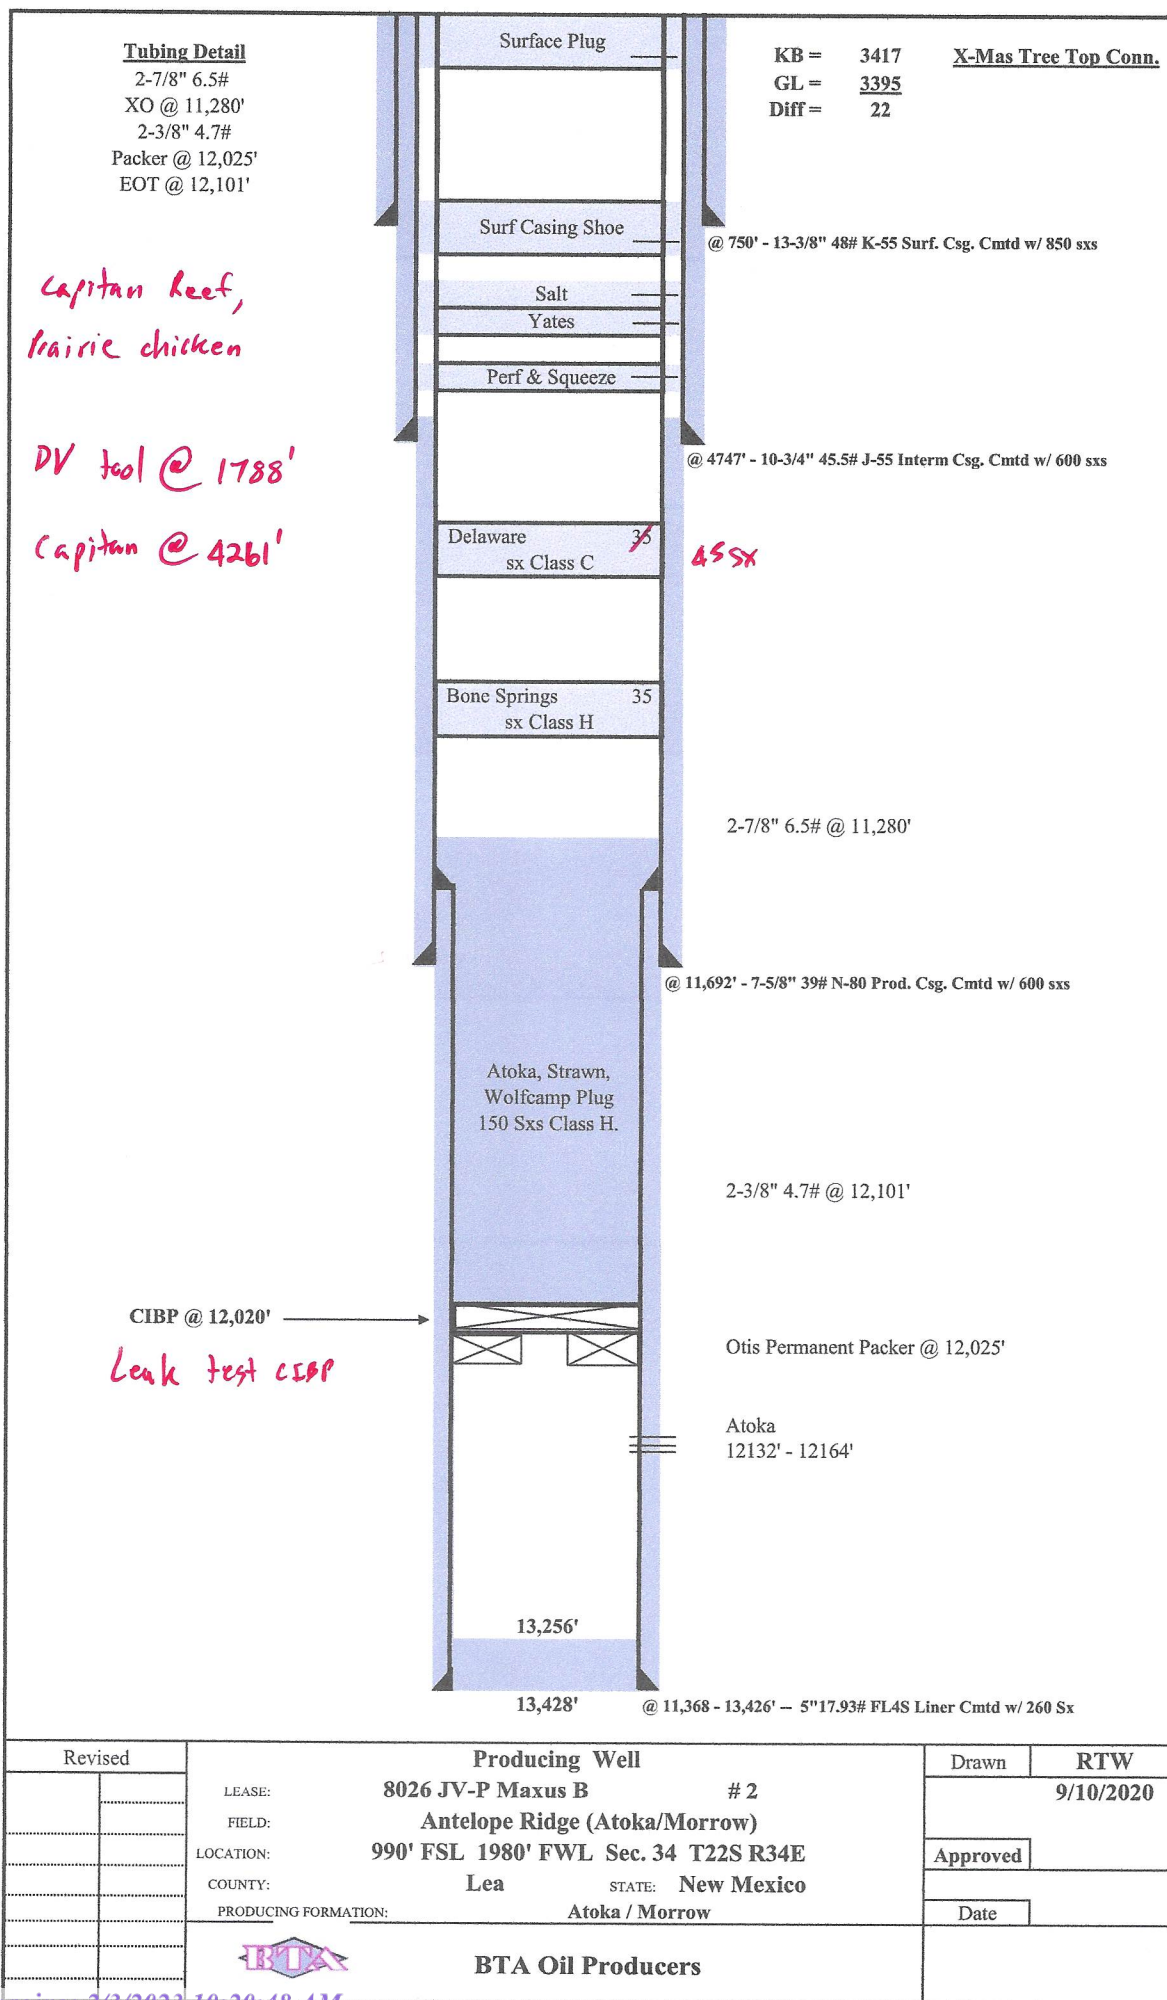 Tubing Detail
2-7/8" 6.5#
XO @ 11,280'
2-3/8" 4.7#
Packer @ 12,025'
EOT @ 12,101'
Surface Plug
KB = 3417
GL = 3395
Diff = 22
X-Mas Tree Top Conn.
Surf Casing Shoe
@ 750' - 13-3/8" 48# K-55 Surf. Csg. Cmtd w/ 850 sxs
Capitan Reef,
Prairie chicken
Salt
Yates
Perf & Squeeze
DV tool @ 1788'
@ 4747' - 10-3/4" 45.5# J-55 Interm Csg. Cmtd w/ 600 sxs
Capitan @ 4261'
Delaware 35
sx Class C
45 sx
Bone Springs 35
sx Class H
2-7/8" 6.5# @ 11,280'
@ 11,692' - 7-5/8" 39# N-80 Prod. Csg. Cmtd w/ 600 sxs
Atoka, Strawn,
Wolfcamp Plug
150 Sxs Class H.
2-3/8" 4.7# @ 12,101'
CIBP @ 12,020'
Leak test CIBP
Otis Permanent Packer @ 12,025'
Atoka
12132' - 12164'
13,256'
13,428'
@ 11,368 - 13,426' -- 5"17.93# FL4S Liner Cmtd w/ 260 Sx
Revised
Producing Well
Drawn RTW
LEASE: 8026 JV-P Maxus B # 2
9/10/2020
FIELD: Antelope Ridge (Atoka/Morrow)
LOCATION: 990' FSL 1980' FWL Sec. 34 T22S R34E
Approved
COUNTY: Lea STATE: New Mexico
PRODUCING FORMATION: Atoka / Morrow
Date
BTA
BTA Oil Producers